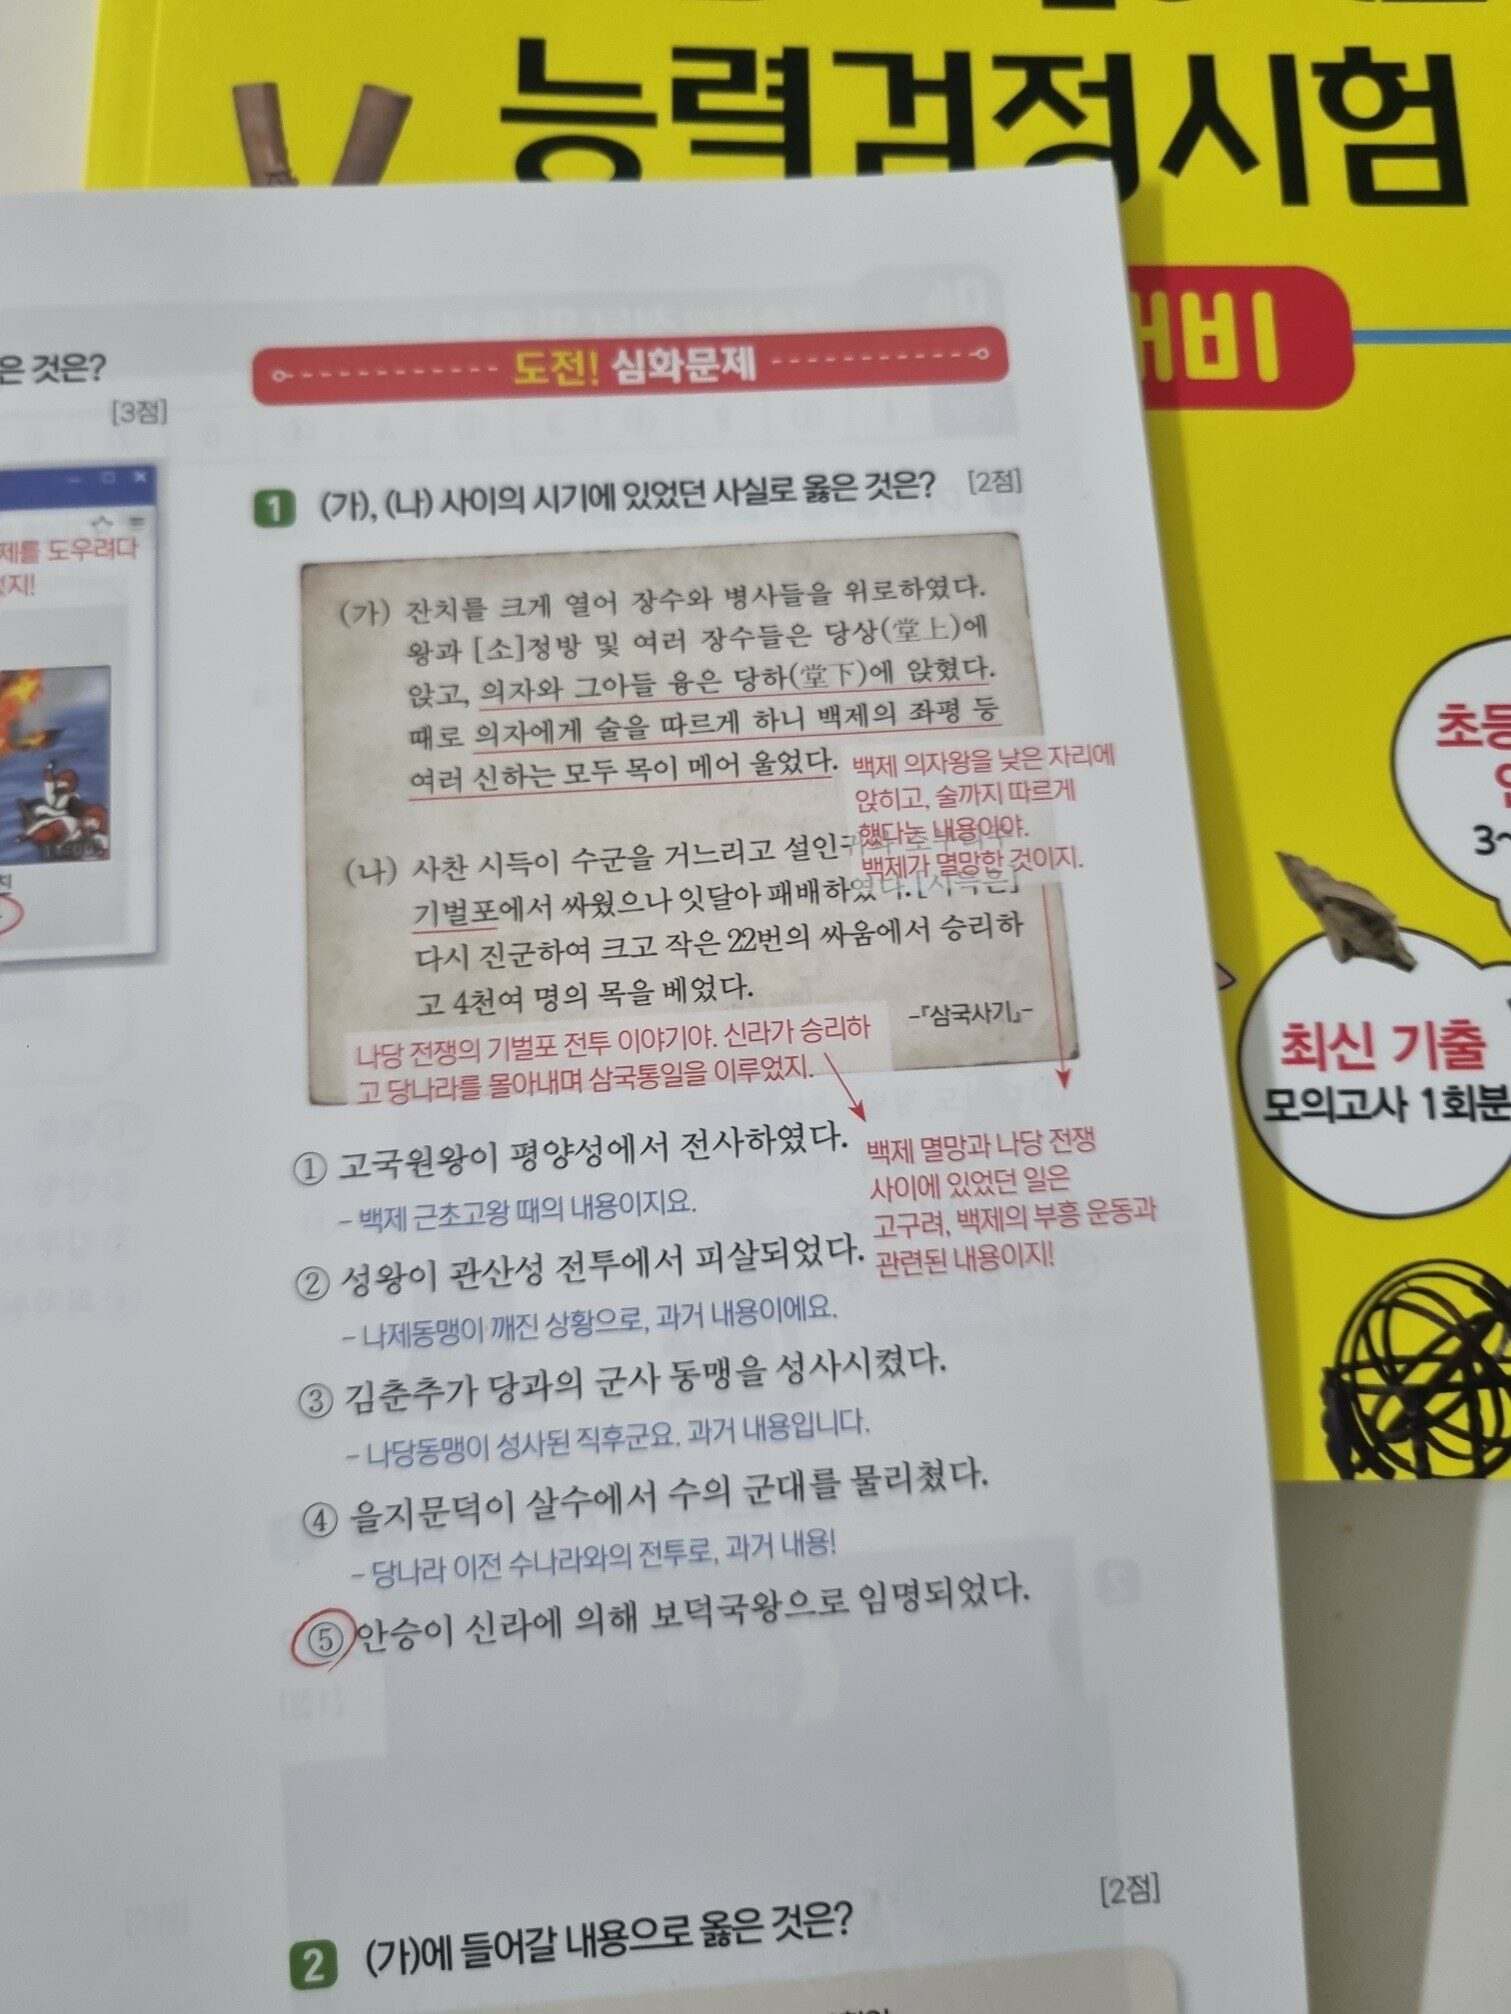 능력검정시험
대비
은 것은?
[3점]
제를 도우려다
지!
도전! 심화문제
1 (가), (나) 사이의 시기에 있었던 사실로 옳은 것은? [2점]
(가) 잔치를 크게 열어 장수와 병사들을 위로하였다.
왕과 [소]정방 및 여러 장수들은 당상(堂上)에
앉고, 의자와 그아들 융은 당하(堂下)에 앉혔다.
때로 의자에게 술을 따르게 하니 백제의 좌평 등
여러 신하는 모두 목이 메어 울었다.
백제 의자왕을 낮은 자리에
앉히고, 술까지 따르게
했다는 내용이야.
백제가 멸망한 것이지.
(나) 사찬 시득이 수군을 거느리고 설인귀
기벌포에서 싸웠으나 잇달아 패배하였다. [시득은]
다시 진군하여 크고 작은 22번의 싸움에서 승리하
고 4천여 명의 목을 베었다.
-『삼국사기』-
나당 전쟁의 기벌포 전투 이야기야. 신라가 승리하
고 당나라를 몰아내며 삼국통일을 이루었지.
백제 멸망과 나당 전쟁
사이에 있었던 일은
고구려, 백제의 부흥 운동과
관련된 내용이지!
① 고국원왕이 평양성에서 전사하였다.
- 백제 근초고왕 때의 내용이지요.
② 성왕이 관산성 전투에서 피살되었다.
- 나제동맹이 깨진 상황으로, 과거 내용이에요.
③ 김춘추가 당과의 군사 동맹을 성사시켰다.
- 나당동맹이 성사된 직후군요. 과거 내용입니다.
④ 을지문덕이 살수에서 수의 군대를 물리쳤다.
- 당나라 이전 수나라와의 전투로, 과거 내용!
⑤ 안승이 신라에 의해 보덕국왕으로 임명되었다.
2 (가)에 들어갈 내용으로 옳은 것은? [2점]
초등
3~
최신 기출
모의고사 1회분